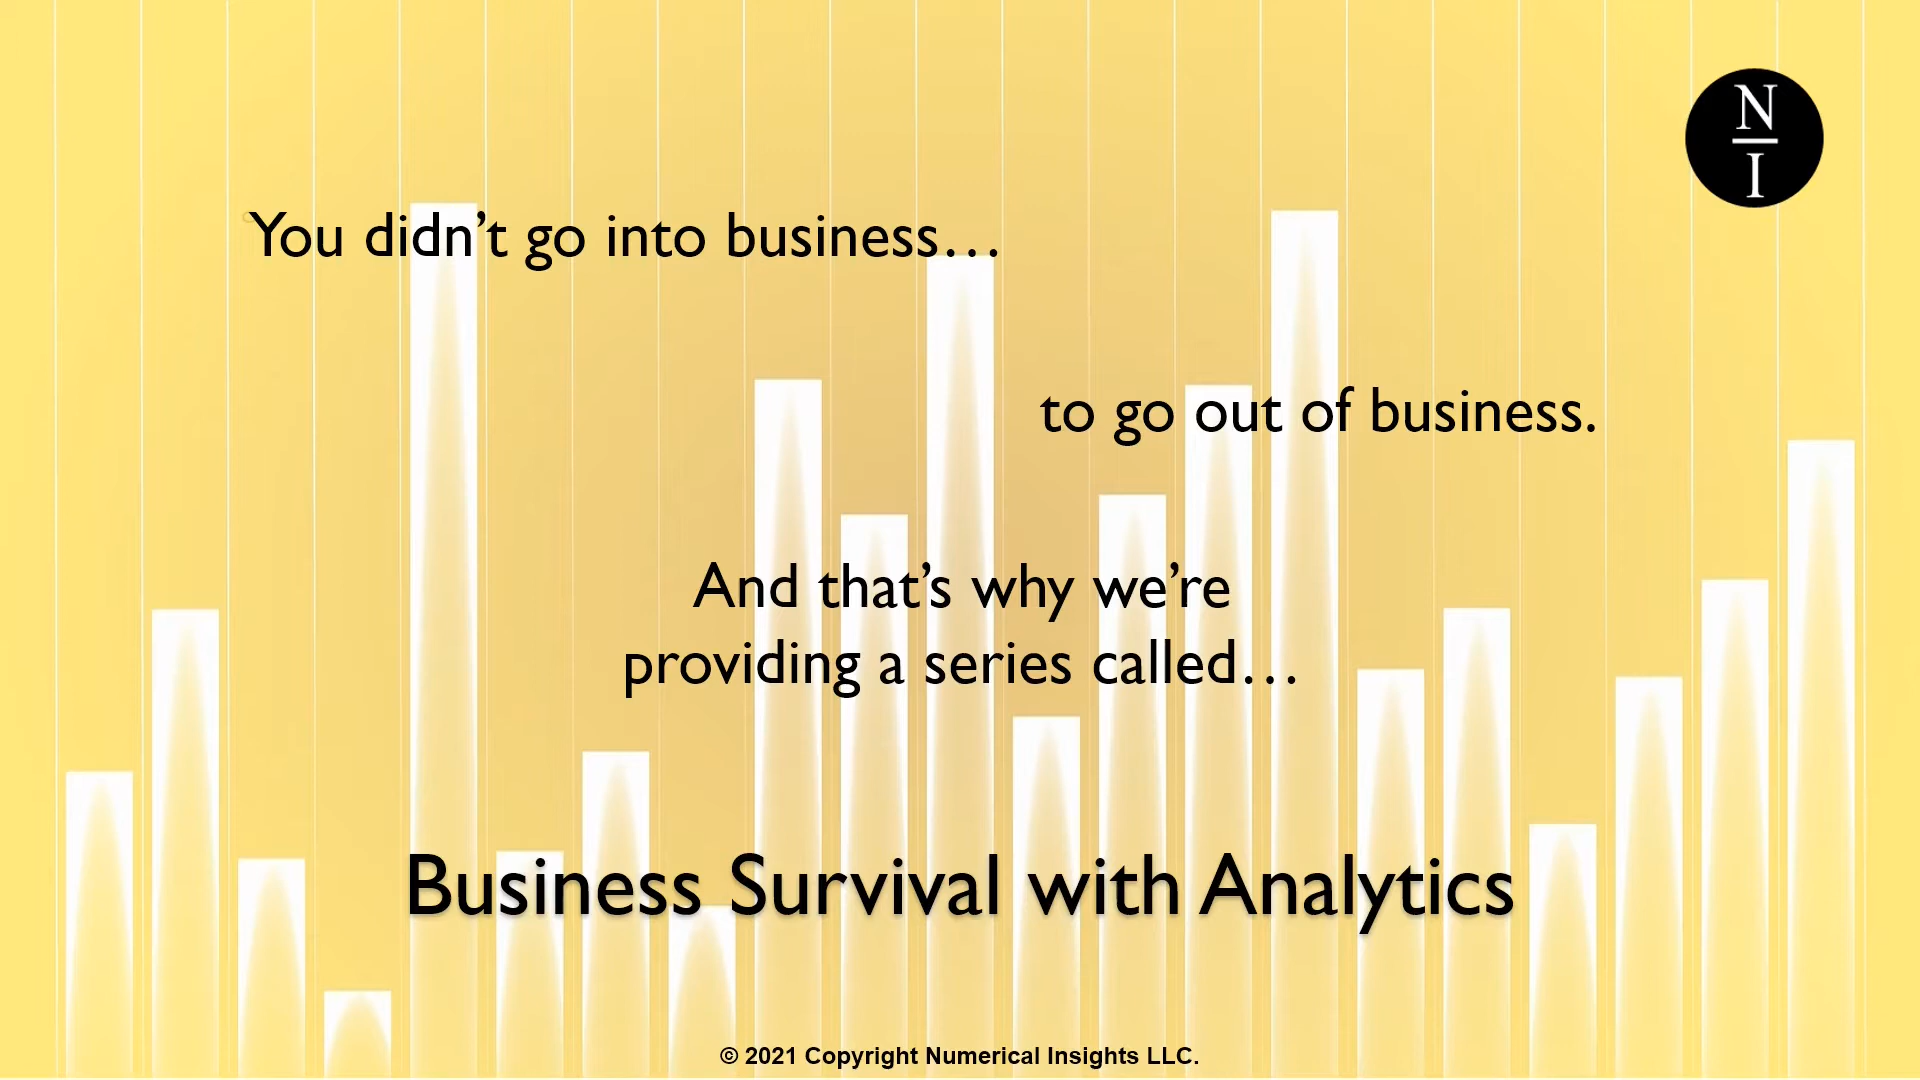 N
I
You didn’t go into business…
to go out of business.
And that’s why we’re
providing a series called…
Business Survival with Analytics
© 2021 Copyright Numerical Insights LLC.